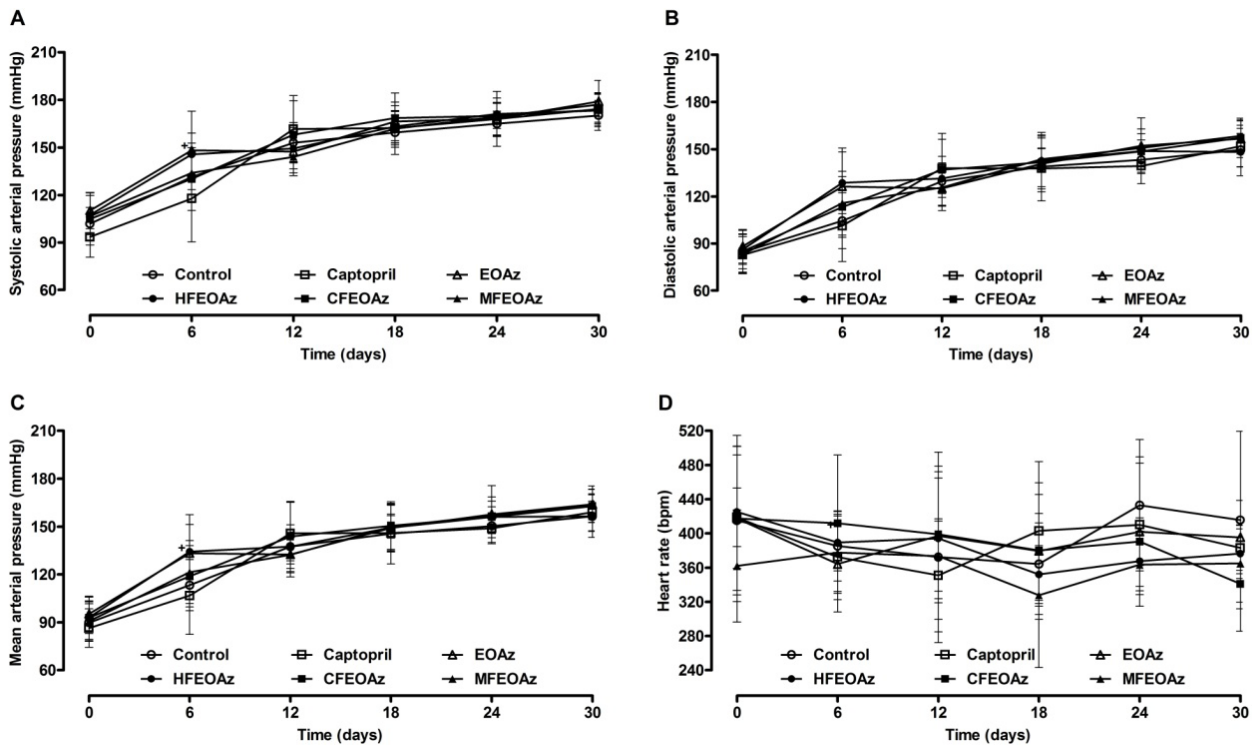 A
Systolic arterial pressure (mmHg)
210
180
150
120
90
60
+
Control
Captopril
EOAz
HFEOAz
CFEOAz
MFEOAz
0 6 12 18 24 30
Time (days)
B
Diastolic arterial pressure (mmHg)
210
180
150
120
90
60
Control
Captopril
EOAz
HFEOAz
CFEOAz
MFEOAz
0 6 12 18 24 30
Time (days)
C
Mean arterial pressure (mmHg)
210
180
150
120
90
60
+
Control
Captopril
EOAz
HFEOAz
CFEOAz
MFEOAz
0 6 12 18 24 30
Time (days)
D
Heart rate (bpm)
520
480
440
400
360
320
280
240
+
Control
Captopril
EOAz
HFEOAz
CFEOAz
MFEOAz
0 6 12 18 24 30
Time (days)